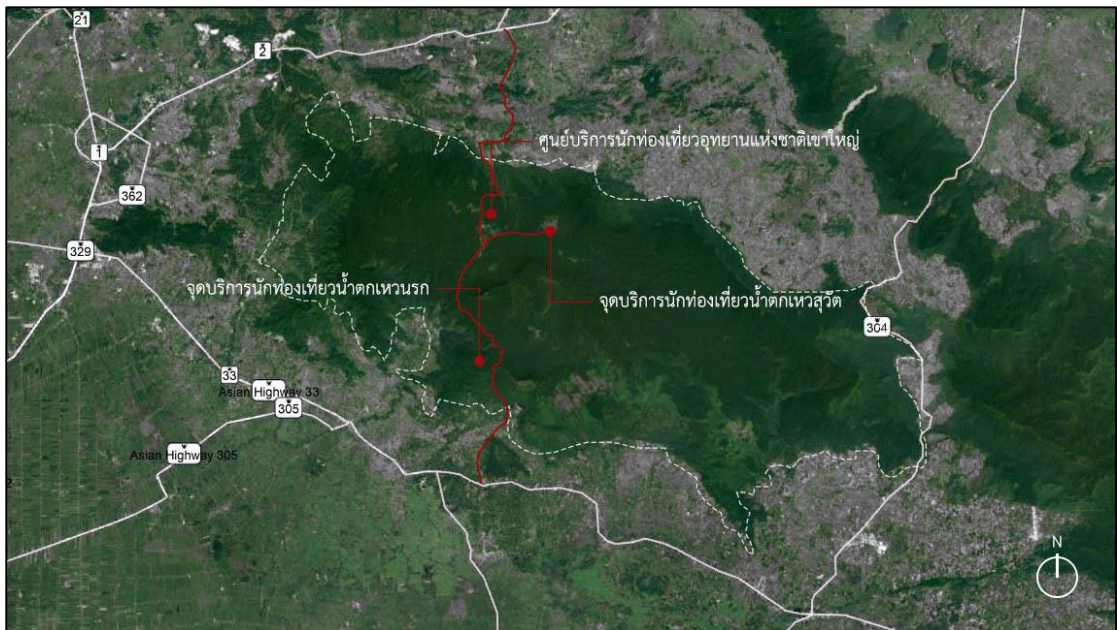 21
2
ศูนย์บริการนักท่องเที่ยวอุทยานแห่งชาติเขาใหญ่
1
362
329
จุดบริการนักท่องเที่ยวน้ำตกเหวนรก
จุดบริการนักท่องเที่ยวน้ำตกเหวสุวัต
304
33
Asian Highway 33
305
Asian Highway 305
2
N